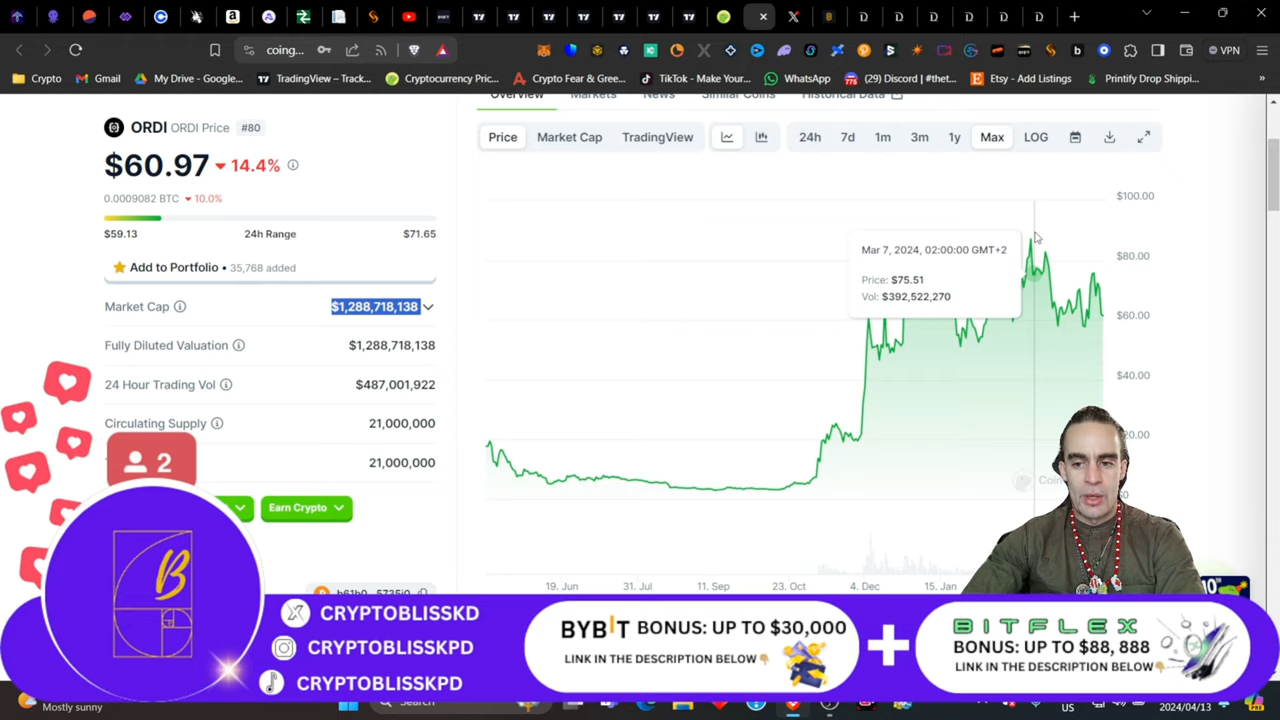 coing...
VPN
Crypto
Gmail
My Drive - Google...
TradingView – Track...
Cryptocurrency Pric...
Crypto Fear & Gree...
TikTok - Make Your...
WhatsApp
(29) Discord | #thet...
Etsy - Add Listings
Printify Drop Shippi...
Overview
Markets
News
Similar Coins
Historical Data
ORDI ORDI Price #80
$60.97 14.4%
0.0009082 BTC 10.0%
$59.13 24h Range $71.65
Add to Portfolio • 35,768 added
Market Cap $1,288,718,138
Fully Diluted Valuation $1,288,718,138
24 Hour Trading Vol $487,001,922
Circulating Supply 21,000,000
21,000,000
Earn Crypto
Price Market Cap TradingView 24h 7d 1m 3m 1y Max LOG
$100.00
$80.00
$60.00
$40.00
20.00
$0
Mar 7, 2024, 02:00:00 GMT+2
Price: $75.51
Vol: $392,522,270
19. Jun 31. Jul 11. Sep 23. Oct 4. Dec 15. Jan
2
B
CRYPTOBLISSKD
CRYPTOBLISSKPD
CRYPTOBLISSKPD
BYBIT BONUS: UP TO $30,000
LINK IN THE DESCRIPTION BELOW
+
BITFLEX
BONUS: UP TO $88, 888
LINK IN THE DESCRIPTION BELOW
Mostly sunny
Search
US
2024/04/13